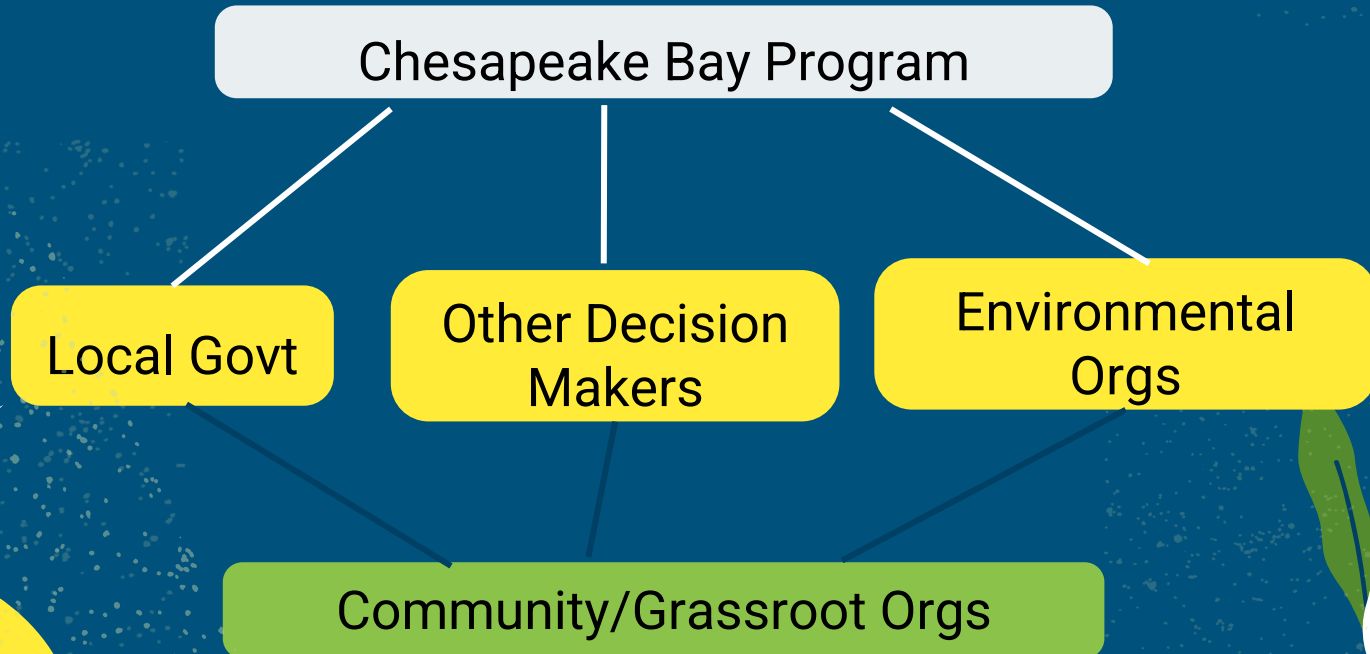 Chesapeake Bay Program
Local Govt
Other Decision
Makers
Environmental
Orgs
Community/Grassroot Orgs